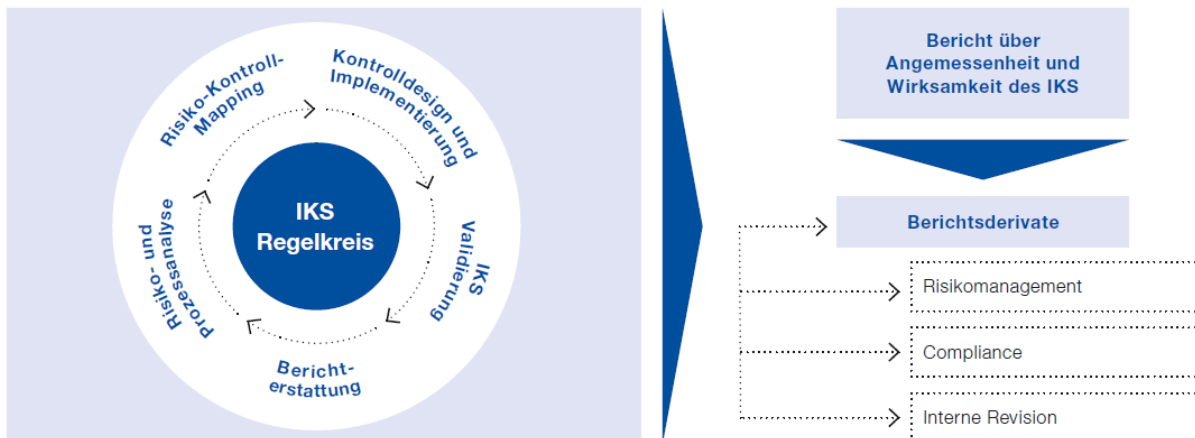 Risiko-Kontroll-
Mapping
Kontrolldesign und
Implementierung
IKS
Validierung
Bericht-
erstattung
Risiko- und
Prozessanalyse
IKS
Regelkreis
Bericht über
Angemessenheit und
Wirksamkeit des IKS
Berichtsderivate
Risikomanagement
Compliance
Interne Revision